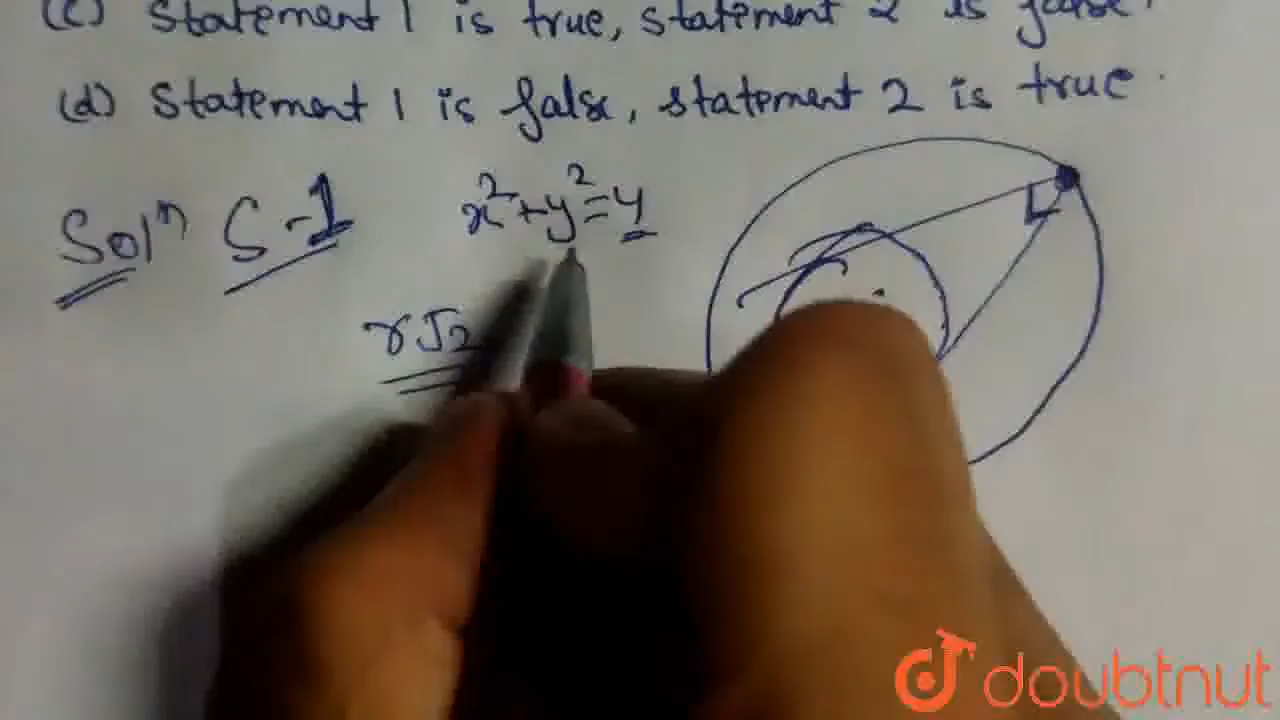 (c) Statement 1 is true, statement 2 is false.
(d) Statement 1 is false, statement 2 is true.
Solⁿ S-1 x²+y²=4
r√2
doubtnut